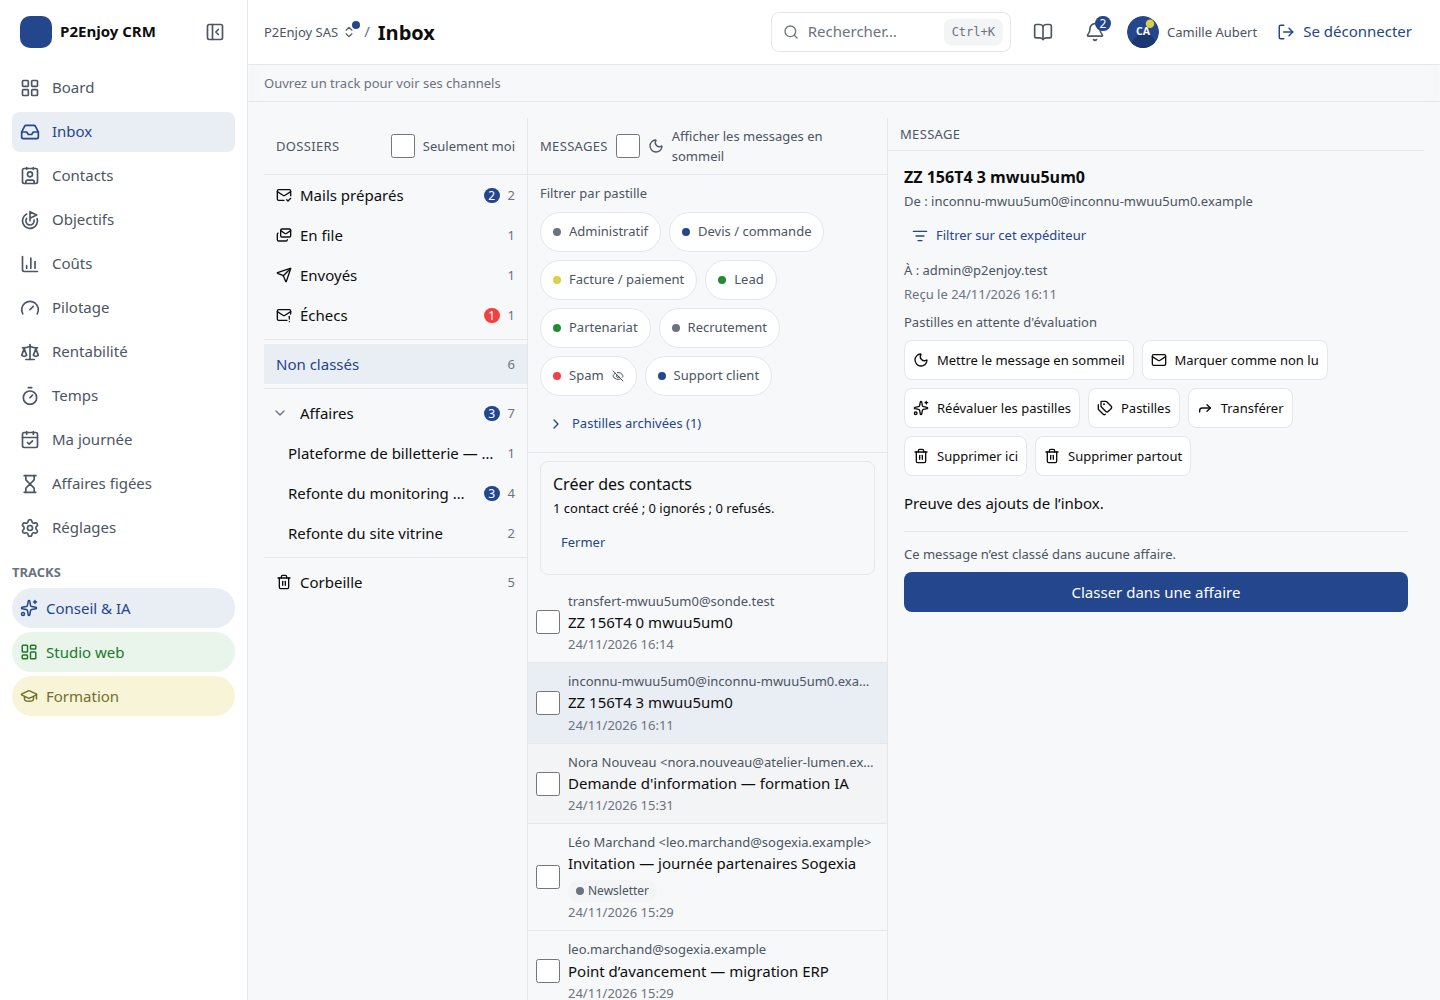 P2Enjoy CRM
Board
Inbox
Contacts
Objectifs
Coûts
Pilotage
Rentabilité
Temps
Ma journée
Affaires figées
Réglages
TRACKS
Conseil & IA
Studio web
Formation
P2Enjoy SAS / Inbox
Rechercher... Ctrl+K
2
CA Camille Aubert
Se déconnecter
Ouvrez un track pour voir ses channels
DOSSIERS Seulement moi
Mails préparés 2 2
En file 1
Envoyés 1
Échecs 1 1
Non classés 6
Affaires 3 7
Plateforme de billetterie — ... 1
Refonte du monitoring ... 3 4
Refonte du site vitrine 2
Corbeille 5
MESSAGES Afficher les messages en
sommeil
Filtrer par pastille
Administratif Devis / commande
Facture / paiement Lead
Partenariat Recrutement
Spam Support client
Pastilles archivées (1)
Créer des contacts
1 contact créé ; 0 ignorés ; 0 refusés.
Fermer
transfert-mwuu5um0@sonde.test
ZZ 156T4 0 mwuu5um0
24/11/2026 16:14
inconnu-mwuu5um0@inconnu-mwuu5um0.exa...
ZZ 156T4 3 mwuu5um0
24/11/2026 16:11
Nora Nouveau <nora.nouveau@atelier-lumen.ex...
Demande d'information — formation IA
24/11/2026 15:31
Léo Marchand <leo.marchand@sogexia.example>
Invitation — journée partenaires Sogexia
Newsletter
24/11/2026 15:29
leo.marchand@sogexia.example
Point d’avancement — migration ERP
24/11/2026 15:29
MESSAGE
ZZ 156T4 3 mwuu5um0
De : inconnu-mwuu5um0@inconnu-mwuu5um0.example
Filtrer sur cet expéditeur
À : admin@p2enjoy.test
Reçu le 24/11/2026 16:11
Pastilles en attente d'évaluation
Mettre le message en sommeil Marquer comme non lu
Réévaluer les pastilles Pastilles Transférer
Supprimer ici Supprimer partout
Preuve des ajouts de l’inbox.
Ce message n’est classé dans aucune affaire.
Classer dans une affaire